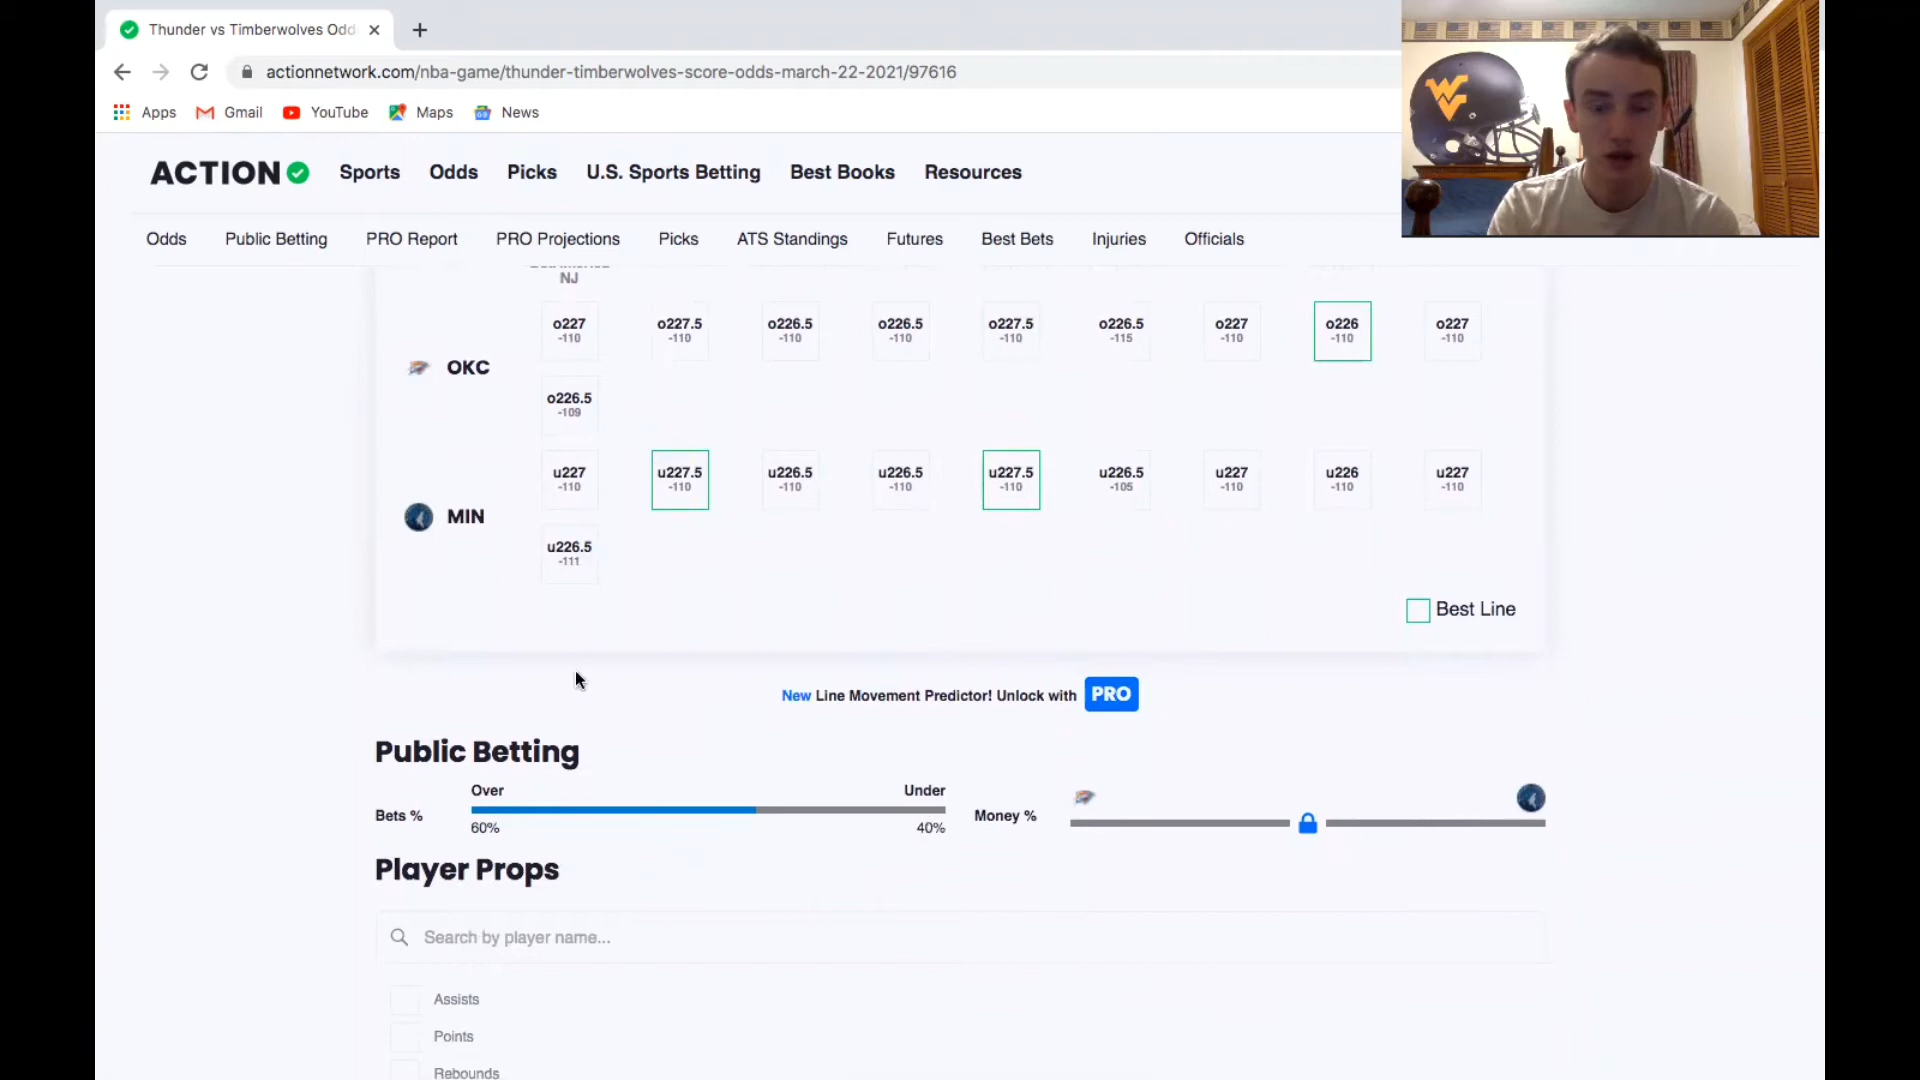 Thunder vs Timberwolves Odd
actionnetwork.com/nba-game/thunder-timberwolves-score-odds-march-22-2021/97616
Apps Gmail YouTube Maps News
ACTION Sports Odds Picks U.S. Sports Betting Best Books Resources
Odds Public Betting PRO Report PRO Projections Picks ATS Standings Futures Best Bets Injuries Officials
NJ
o227 o227.5 o226.5 o226.5 o227.5 o226.5 o227 o226 o227
-110 -110 -110 -110 -110 -115 -110 -110 -110
OKC
o226.5
-109
u227 u227.5 u226.5 u226.5 u227.5 u226.5 u227 u226 u227
-110 -110 -110 -110 -110 -105 -110 -110 -110
MIN
u226.5
-111
Best Line
New Line Movement Predictor! Unlock with PRO
Public Betting
Over Under
Bets % Money %
60% 40%
Player Props
Search by player name...
Assists
Points
Rebounds